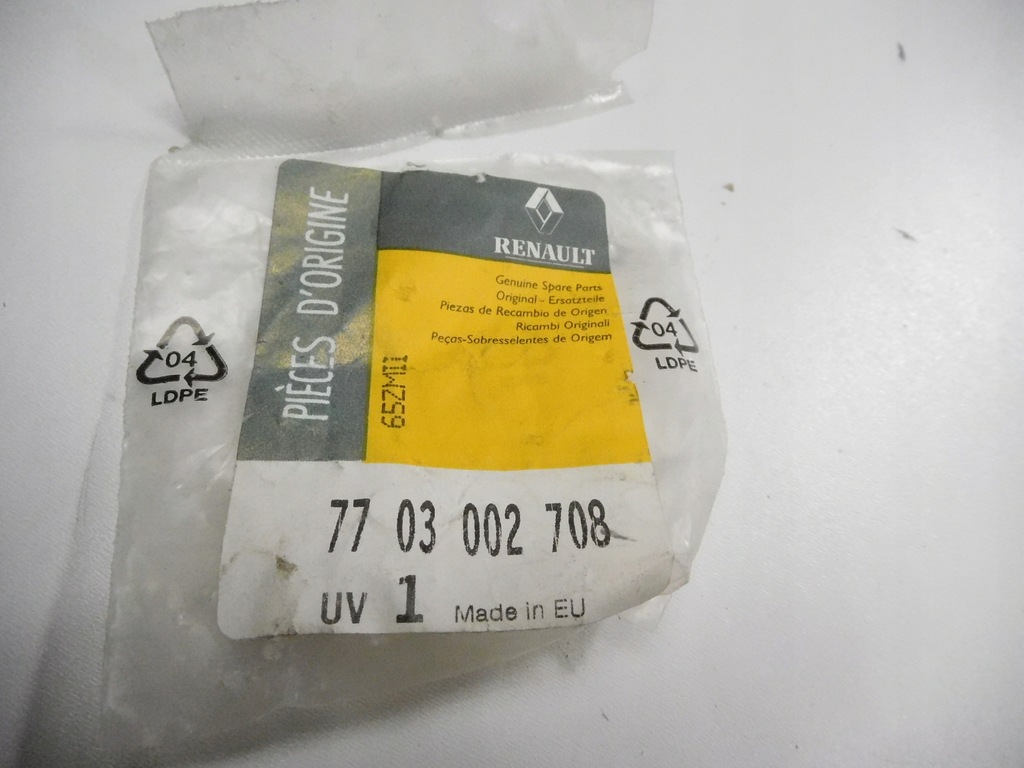 PIÈCES D'ORIGINE
RENAULT
Genuine Spare Parts
Original - Ersatzteile
Piezas de Recambio de Origen
Ricambi Originali
Peças-Sobresselentes de Origem
04
LDPE
04
LDPE
77 03 002 708
UV 1 Made in EU